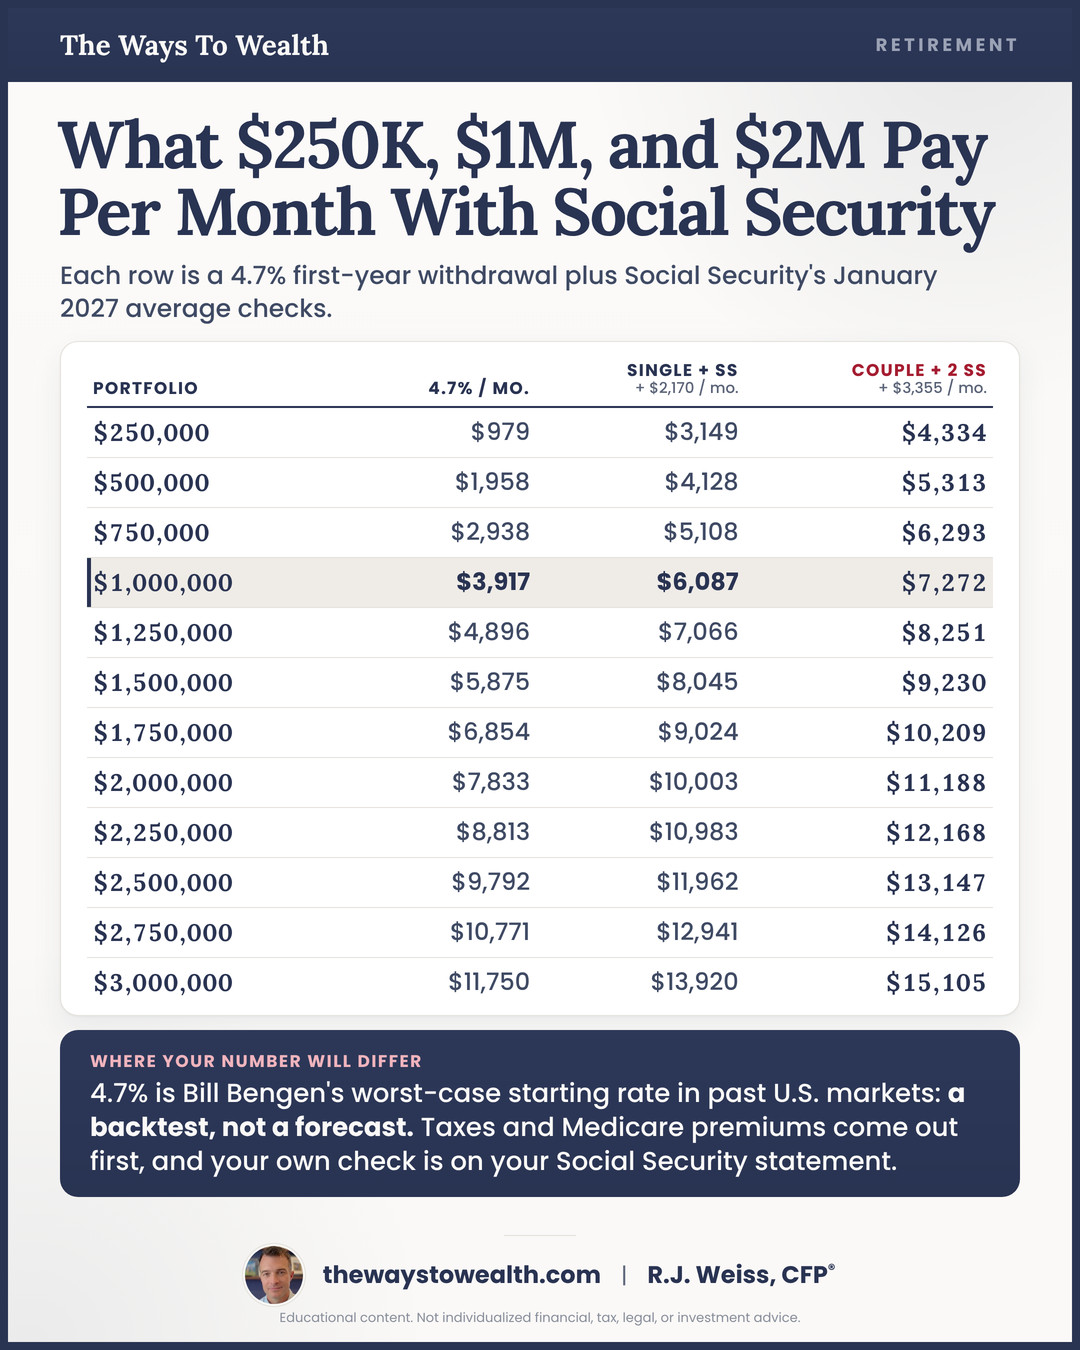 The Ways To Wealth
RETIREMENT
What $250K, $1M, and $2M Pay
Per Month With Social Security
Each row is a 4.7% first-year withdrawal plus Social Security's January
2027 average checks.
PORTFOLIO 4.7% / MO. SINGLE + SS + $2,170 / mo. COUPLE + 2 SS + $3,355 / mo.
$250,000 $979 $3,149 $4,334
$500,000 $1,958 $4,128 $5,313
$750,000 $2,938 $5,108 $6,293
$1,000,000 $3,917 $6,087 $7,272
$1,250,000 $4,896 $7,066 $8,251
$1,500,000 $5,875 $8,045 $9,230
$1,750,000 $6,854 $9,024 $10,209
$2,000,000 $7,833 $10,003 $11,188
$2,250,000 $8,813 $10,983 $12,168
$2,500,000 $9,792 $11,962 $13,147
$2,750,000 $10,771 $12,941 $14,126
$3,000,000 $11,750 $13,920 $15,105
WHERE YOUR NUMBER WILL DIFFER
4.7% is Bill Bengen's worst-case starting rate in past U.S. markets: a
backtest, not a forecast. Taxes and Medicare premiums come out
first, and your own check is on your Social Security statement.
thewaystowealth.com | R.J. Weiss, CFP®
Educational content. Not individualized financial, tax, legal, or investment advice.